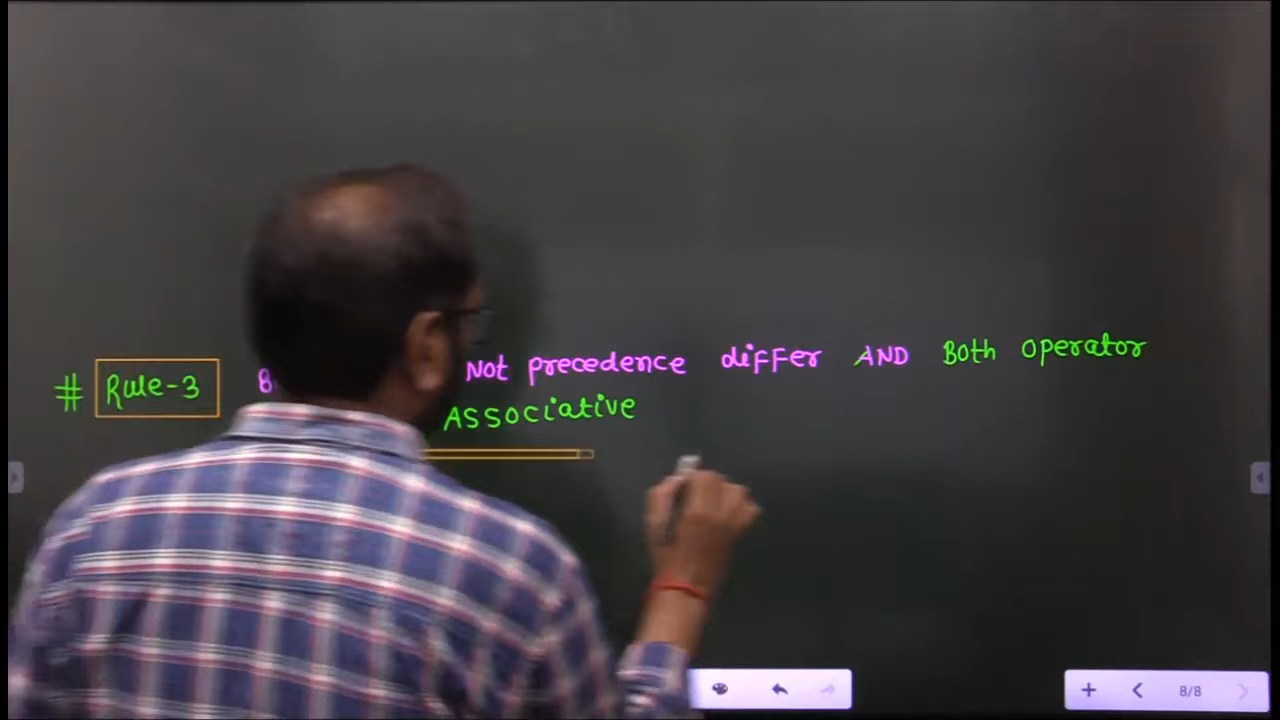 # Rule-3 Not precedence differ AND Both operator
Associative
8/8